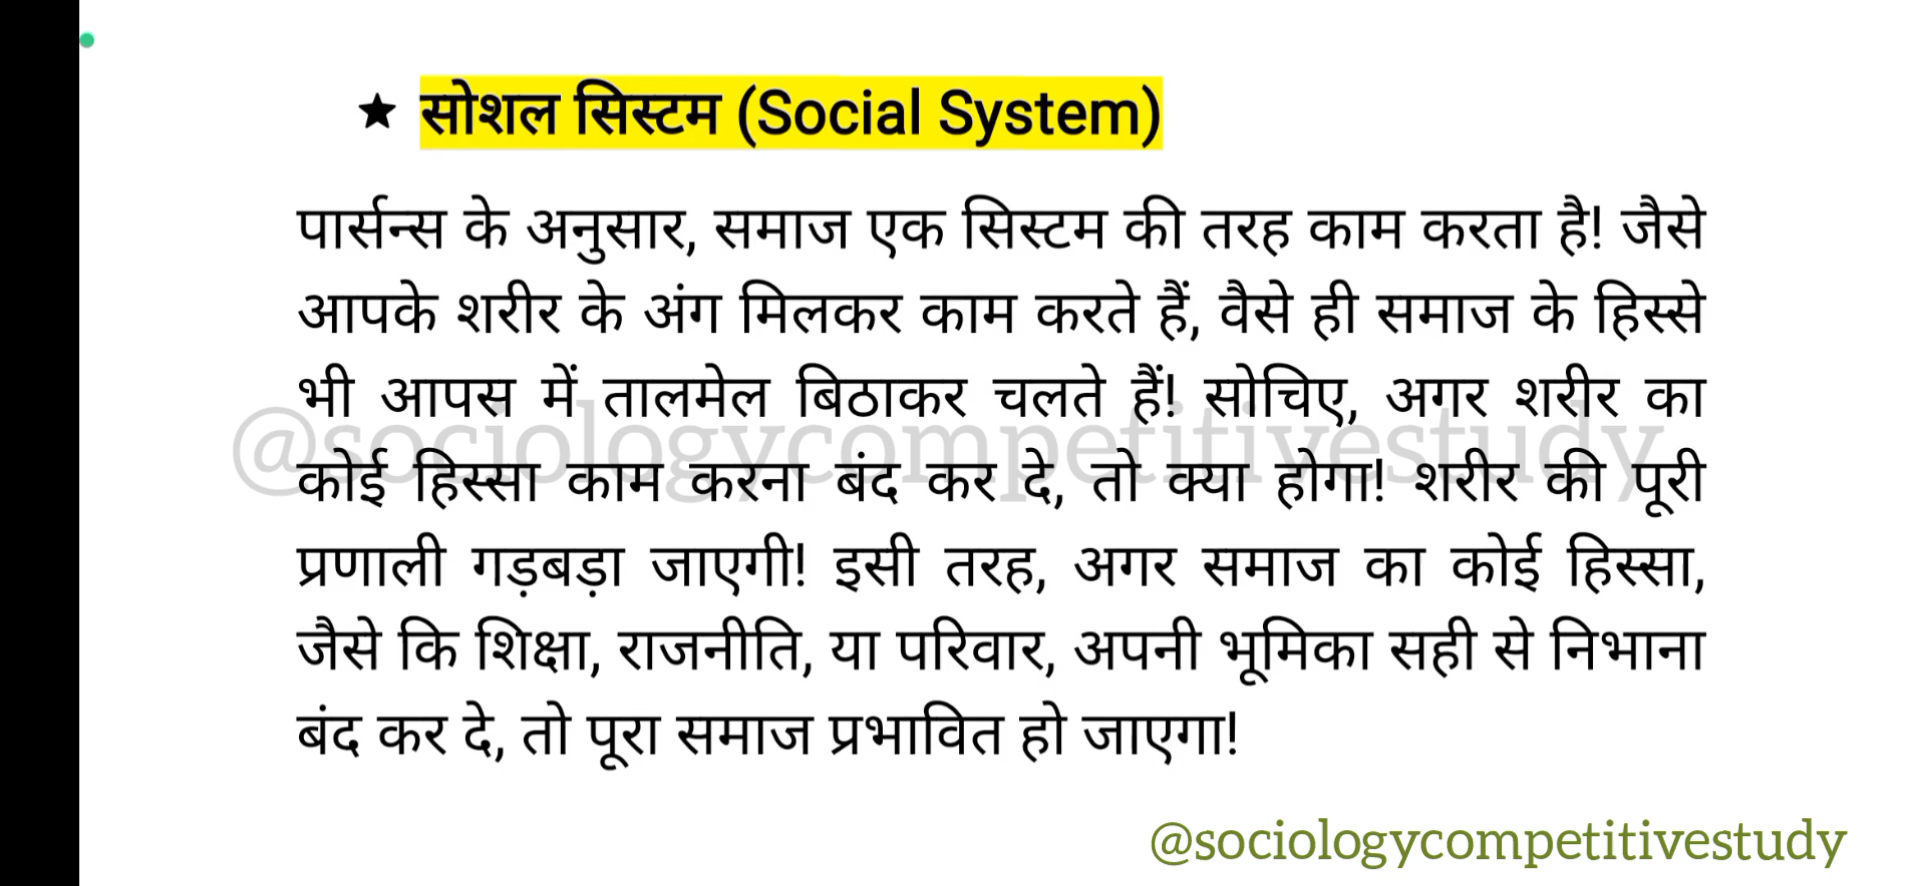 ★ सोशल सिस्टम (Social System)
पार्सन्स के अनुसार, समाज एक सिस्टम की तरह काम करता है! जैसे
आपके शरीर के अंग मिलकर काम करते हैं, वैसे ही समाज के हिस्से
भी आपस में तालमेल बिठाकर चलते हैं! सोचिए, अगर शरीर का
@sociologycompetitivestudy
कोई हिस्सा काम करना बंद कर दे, तो क्या होगा! शरीर की पूरी
प्रणाली गड़बड़ा जाएगी! इसी तरह, अगर समाज का कोई हिस्सा,
जैसे कि शिक्षा, राजनीति, या परिवार, अपनी भूमिका सही से निभाना
बंद कर दे, तो पूरा समाज प्रभावित हो जाएगा!
@sociologycompetitivestudy